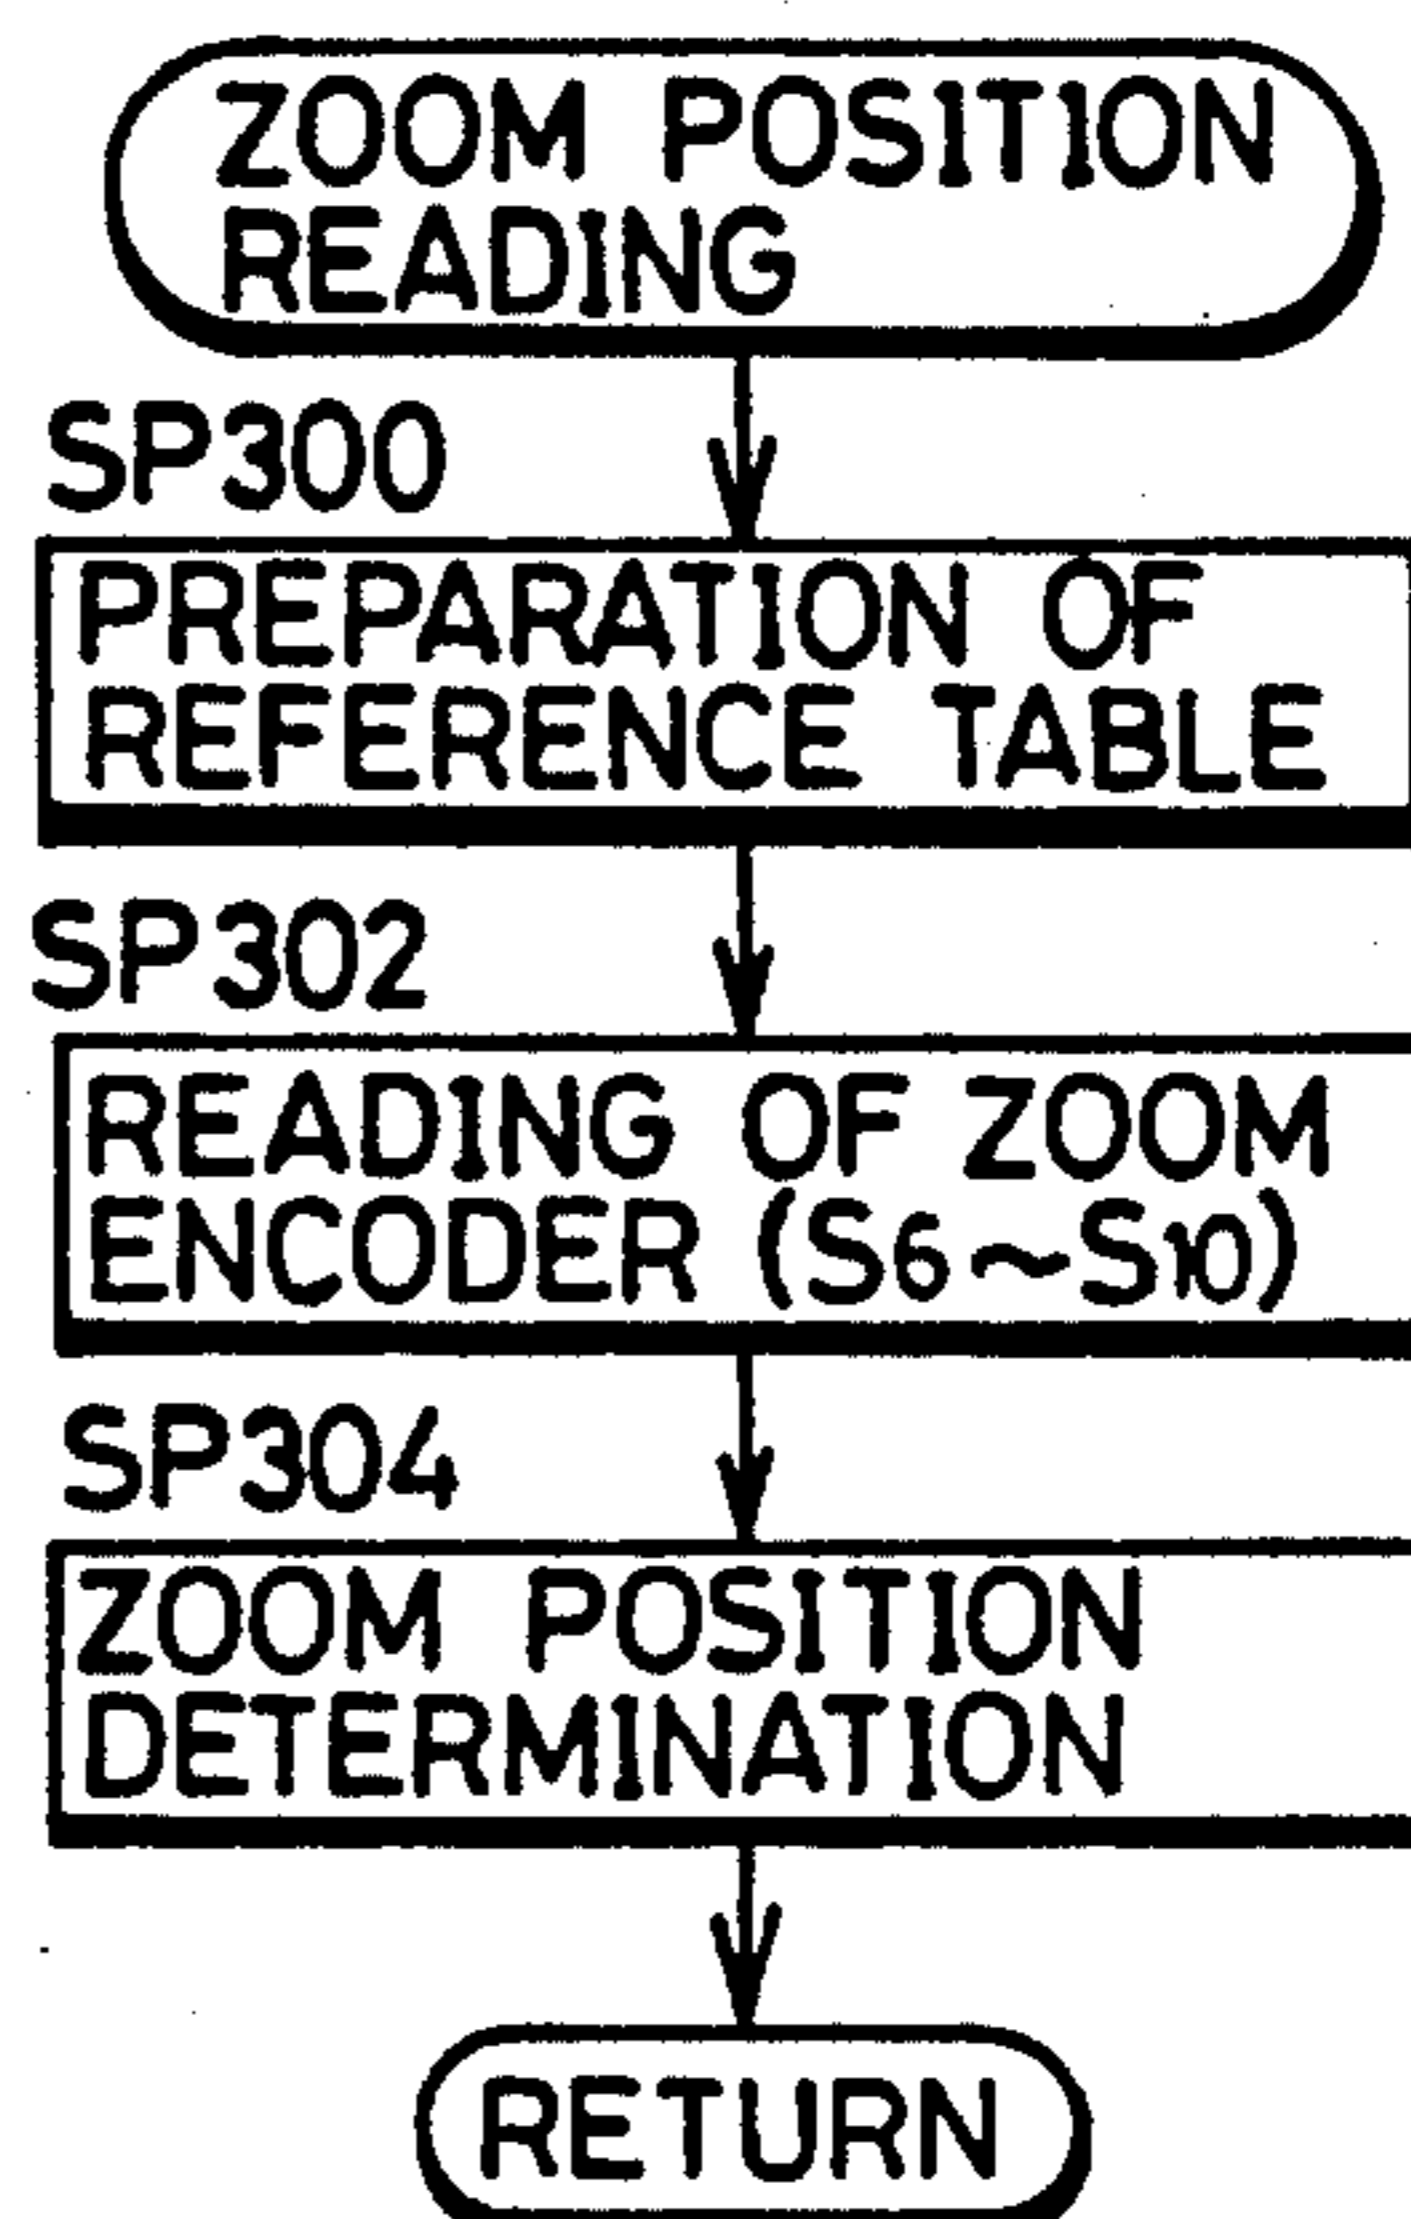 ZOOM POSITION
READING
SP300
PREPARATION OF
REFERENCE TABLE
SP302
READING OF ZOOM
ENCODER (S6~S10)
SP304
ZOOM POSITION
DETERMINATION
RETURN